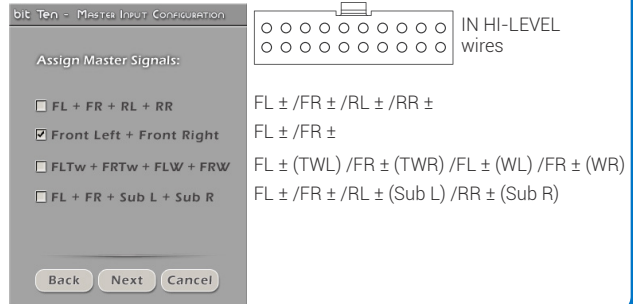 bit Ten - Master Input Configuration
IN HI-LEVEL
wires
Assign Master Signals:
FL + FR + RL + RR
FL ± /FR ± /RL ± /RR ±
Front Left + Front Right
FL ± /FR ±
FLTw + FRTw + FLW + FRW
FL ± (TWL) /FR ± (TWR) /FL ± (WL) /FR ± (WR)
FL + FR + Sub L + Sub R
FL ± /FR ± /RL ± (Sub L) /RR ± (Sub R)
Back Next Cancel